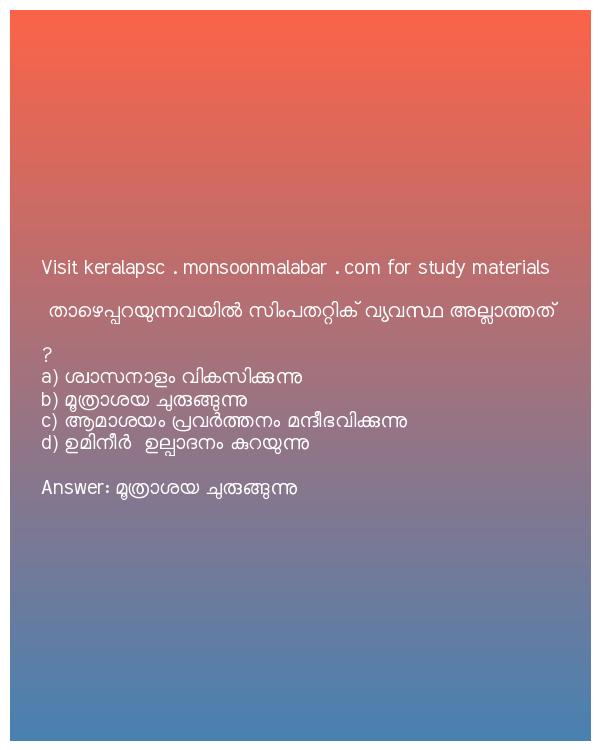 Visit keralapsc . monsoonmalabar . com for study materials
താഴെപ്പറയുന്നവയിൽ സിംപതറ്റിക് വ്യവസ്ഥ അല്ലാത്തത്
?
a) ശ്വാസനാളം വികസിക്കുന്നു
b) മൂത്രാശയ ചുരുങ്ങുന്നു
c) ആമാശയം പ്രവർത്തനം മന്ദീഭവിക്കുന്നു
d) ഉമിനീർ ഉല്പാദനം കുറയുന്നു
Answer: മൂത്രാശയ ചുരുങ്ങുന്നു